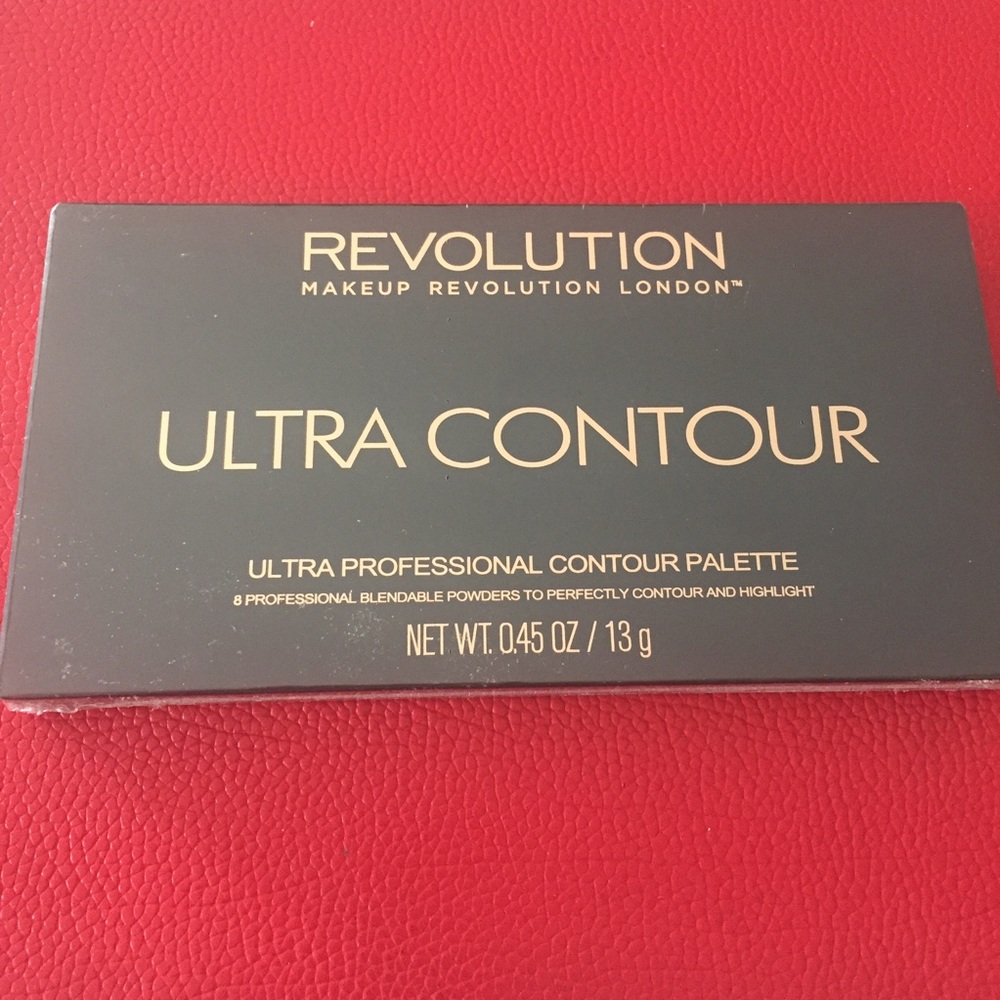 REVOLUTION
MAKEUP REVOLUTION LONDON™
ULTRA CONTOUR
ULTRA PROFESSIONAL CONTOUR PALETTE
8 PROFESSIONAL BLENDABLE POWDERS TO PERFECTLY CONTOUR AND HIGHLIGHT
NET WT. 0.45 OZ / 13 g